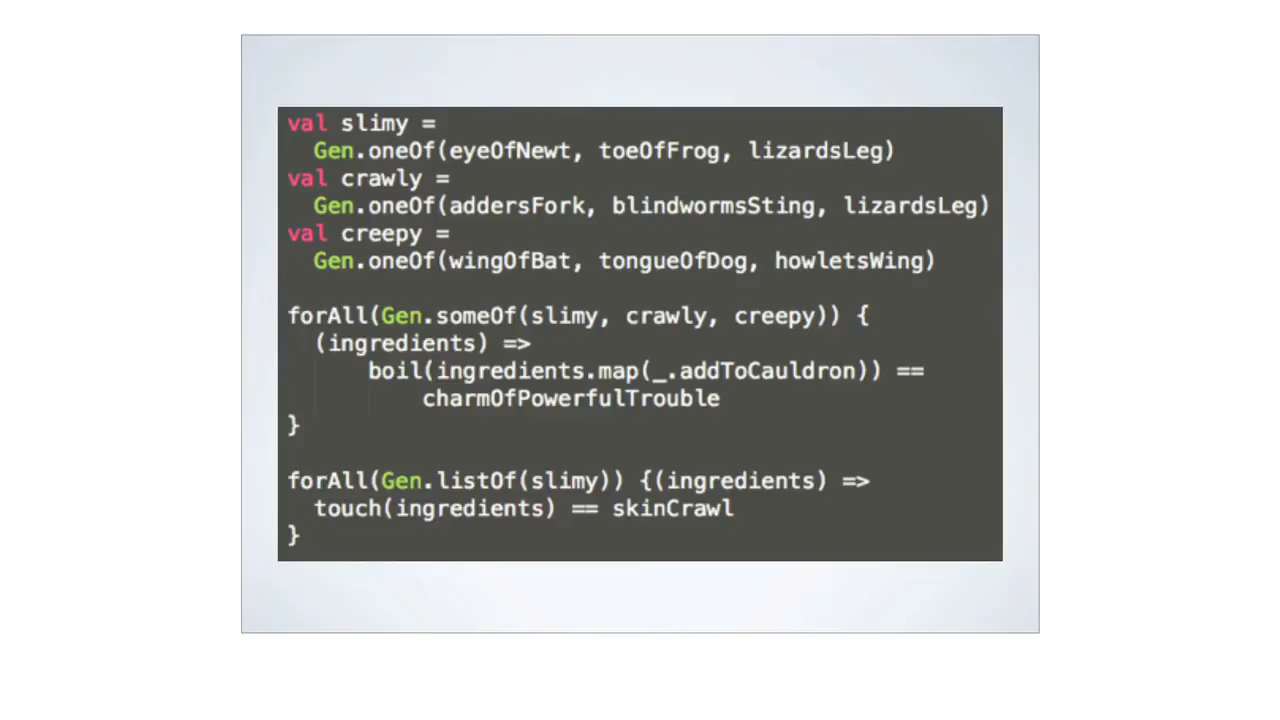 val slimy =
  Gen.oneOf(eyeOfNewt, toeOfFrog, lizardsLeg)
val crawly =
  Gen.oneOf(addersFork, blindwormsSting, lizardsLeg)
val creepy =
  Gen.oneOf(wingOfBat, tongueOfDog, howletsWing)

forAll(Gen.someOf(slimy, crawly, creepy)) {
  (ingredients) =>
      boil(ingredients.map(_.addToCauldron)) ==
          charmOfPowerfulTrouble
}

forAll(Gen.listOf(slimy)) {(ingredients) =>
  touch(ingredients) == skinCrawl
}